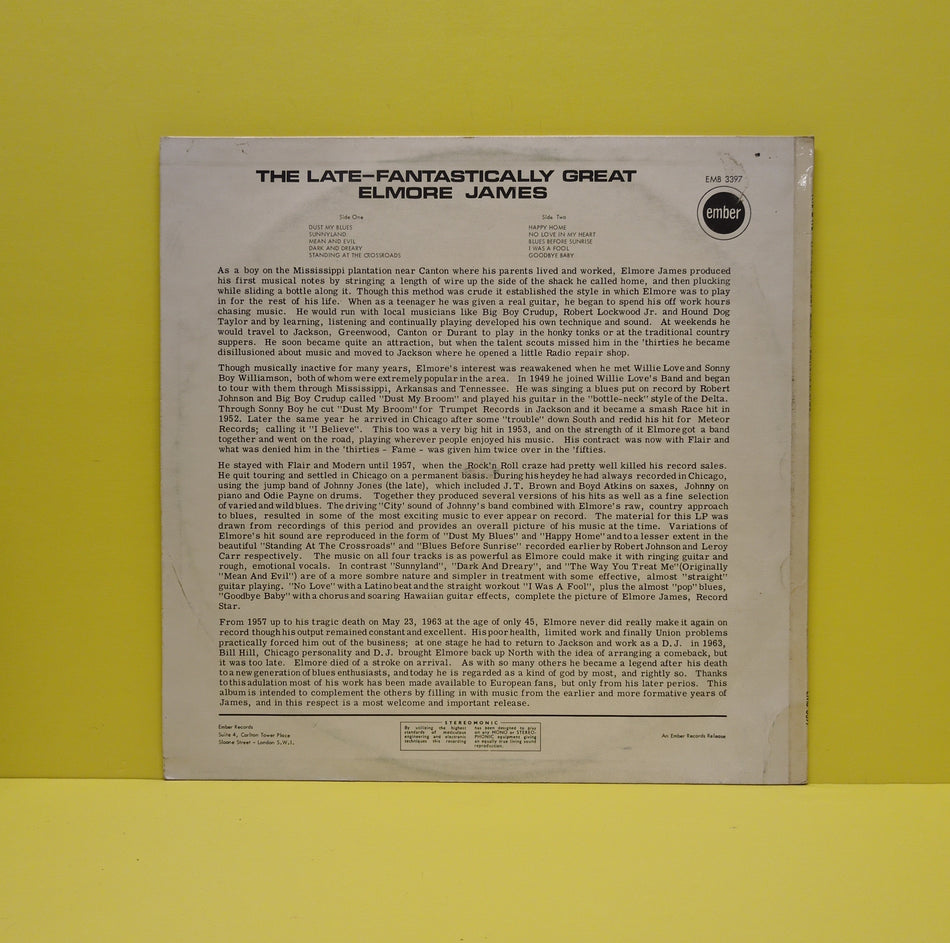 THE LATE-FANTASTICALLY GREAT
ELMORE JAMES
EMB 3397
ember
Side One
DUST MY BLUES
SUNNYLAND
MEAN AND EVIL
DARK AND DREARY
STANDING AT THE CROSSROADS
Side Two
HAPPY HOME
NO LOVE IN MY HEART
BLUES BEFORE SUNRISE
I WAS A FOOL
GOODBYE BABY
As a boy on the Mississippi plantation near Canton where his parents lived and worked, Elmore James produced
his first musical notes by stringing a length of wire up the side of the shack he called home, and then plucking
while sliding a bottle along it. Though this method was crude it established the style in which Elmore was to play
in for the rest of his life. When as a teenager he was given a real guitar, he began to spend his off work hours
chasing music. He would run with local musicians like Big Boy Crudup, Robert Lockwood Jr. and Hound Dog
Taylor and by learning, listening and continually playing developed his own technique and sound. At weekends he
would travel to Jackson, Greenwood, Canton or Durant to play in the honky tonks or at the traditional country
suppers. He soon became quite an attraction, but when the talent scouts missed him in the 'thirties he became
disillusioned about music and moved to Jackson where he opened a little Radio repair shop.
Though musically inactive for many years, Elmore's interest was reawakened when he met Willie Love and Sonny
Boy Williamson, both of whom were extremely popular in the area. In 1949 he joined Willie Love's Band and began
to tour with them through Mississippi, Arkansas and Tennessee. He was singing a blues put on record by Robert
Johnson and Big Boy Crudup called "Dust My Broom" and played his guitar in the "bottle-neck" style of the Delta.
Through Sonny Boy he cut "Dust My Broom" for Trumpet Records in Jackson and it became a smash Race hit in
1952. Later the same year he arrived in Chicago after some "trouble" down South and redid his hit for Meteor
Records; calling it "I Believe". This too was a very big hit in 1953, and on the strength of it Elmore got a band
together and went on the road, playing wherever people enjoyed his music. His contract was now with Flair and
what was denied him in the 'thirties - Fame - was given him twice over in the 'fifties.
He stayed with Flair and Modern until 1957, when the Rock'n Roll craze had pretty well killed his record sales.
He quit touring and settled in Chicago on a permanent basis. During his heydey he had always recorded in Chicago,
using the jump band of Johnny Jones (the late), which included J.T. Brown and Boyd Atkins on saxes, Johnny on
piano and Odie Payne on drums. Together they produced several versions of his hits as well as a fine selection
of varied and wild blues. The driving "City' sound of Johnny's band combined with Elmore's raw, country approach
to blues, resulted in some of the most exciting music to ever appear on record. The material for this LP was
drawn from recordings of this period and provides an overall picture of his music at the time. Variations of
Elmore's hit sound are reproduced in the form of "Dust My Blues" and "Happy Home" and to a lesser extent in the
beautiful "Standing At The Crossroads" and "Blues Before Sunrise" recorded earlier by Robert Johnson and Leroy
Carr respectively. The music on all four tracks is as powerful as Elmore could make it with ringing guitar and
rough, emotional vocals. In contrast "Sunnyland", "Dark And Dreary", and "The Way You Treat Me" (Originally
"Mean And Evil") are of a more sombre nature and simpler in treatment with some effective, almost "straight"
guitar playing. "No Love" with a Latino beat and the straight workout "I Was A Fool", plus the almost "pop" blues,
"Goodbye Baby" with a chorus and soaring Hawaiian guitar effects, complete the picture of Elmore James, Record
Star.
From 1957 up to his tragic death on May 23, 1963 at the age of only 45, Elmore never did really make it again on
record though his output remained constant and excellent. His poor health, limited work and finally Union problems
practically forced him out of the business; at one stage he had to return to Jackson and work as a D.J. in 1963,
Bill Hill, Chicago personality and D.J. brought Elmore back up North with the idea of arranging a comeback, but
it was too late. Elmore died of a stroke on arrival. As with so many others he became a legend after his death
to a new generation of blues enthusiasts, and today he is regarded as a kind of god by most, and rightly so. Thanks
to this adulation most of his work has been made available to European fans, but only from his later perios. This
album is intended to complement the others by filling in with music from the earlier and more formative years of
James, and in this respect is a most welcome and important release.
Ember Records
Suite 4, Carlton Tower Place
Sloane Street - London S.W.1.
STEREOMONIC
By utilising the highest
standards of meticulous
engineering and electronic
techniques this recording
has been designed to play
on any MONO or STEREO-
PHONIC equipment giving
an equally true living sound
reproduction.
An Ember Records Release